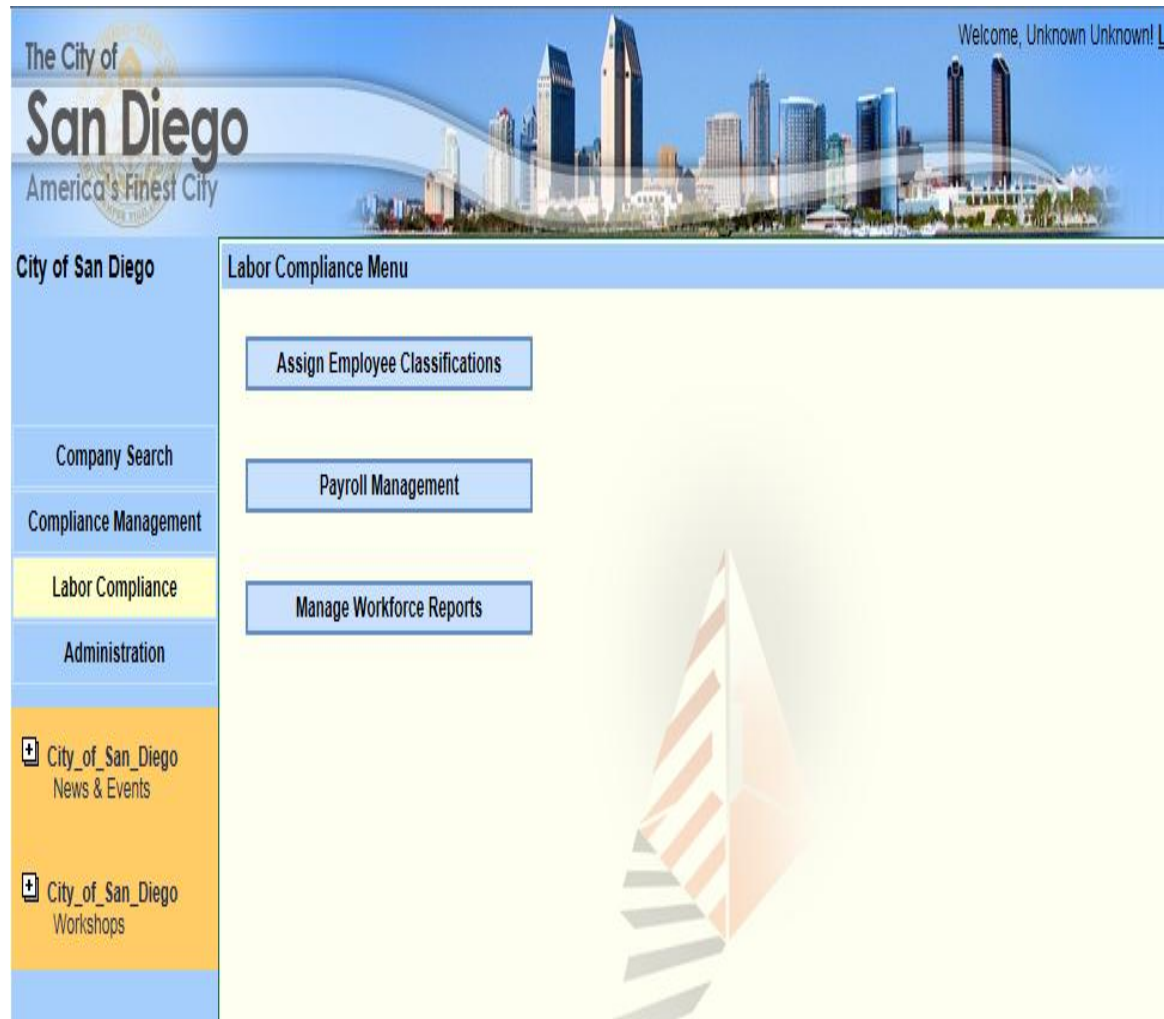 The City of
San Diego
America's Finest City
Welcome, Unknown Unknown! L
City of San Diego
Labor Compliance Menu
Assign Employee Classifications
Company Search
Payroll Management
Compliance Management
Labor Compliance
Manage Workforce Reports
Administration
City_of_San_Diego
News & Events
City_of_San_Diego
Workshops